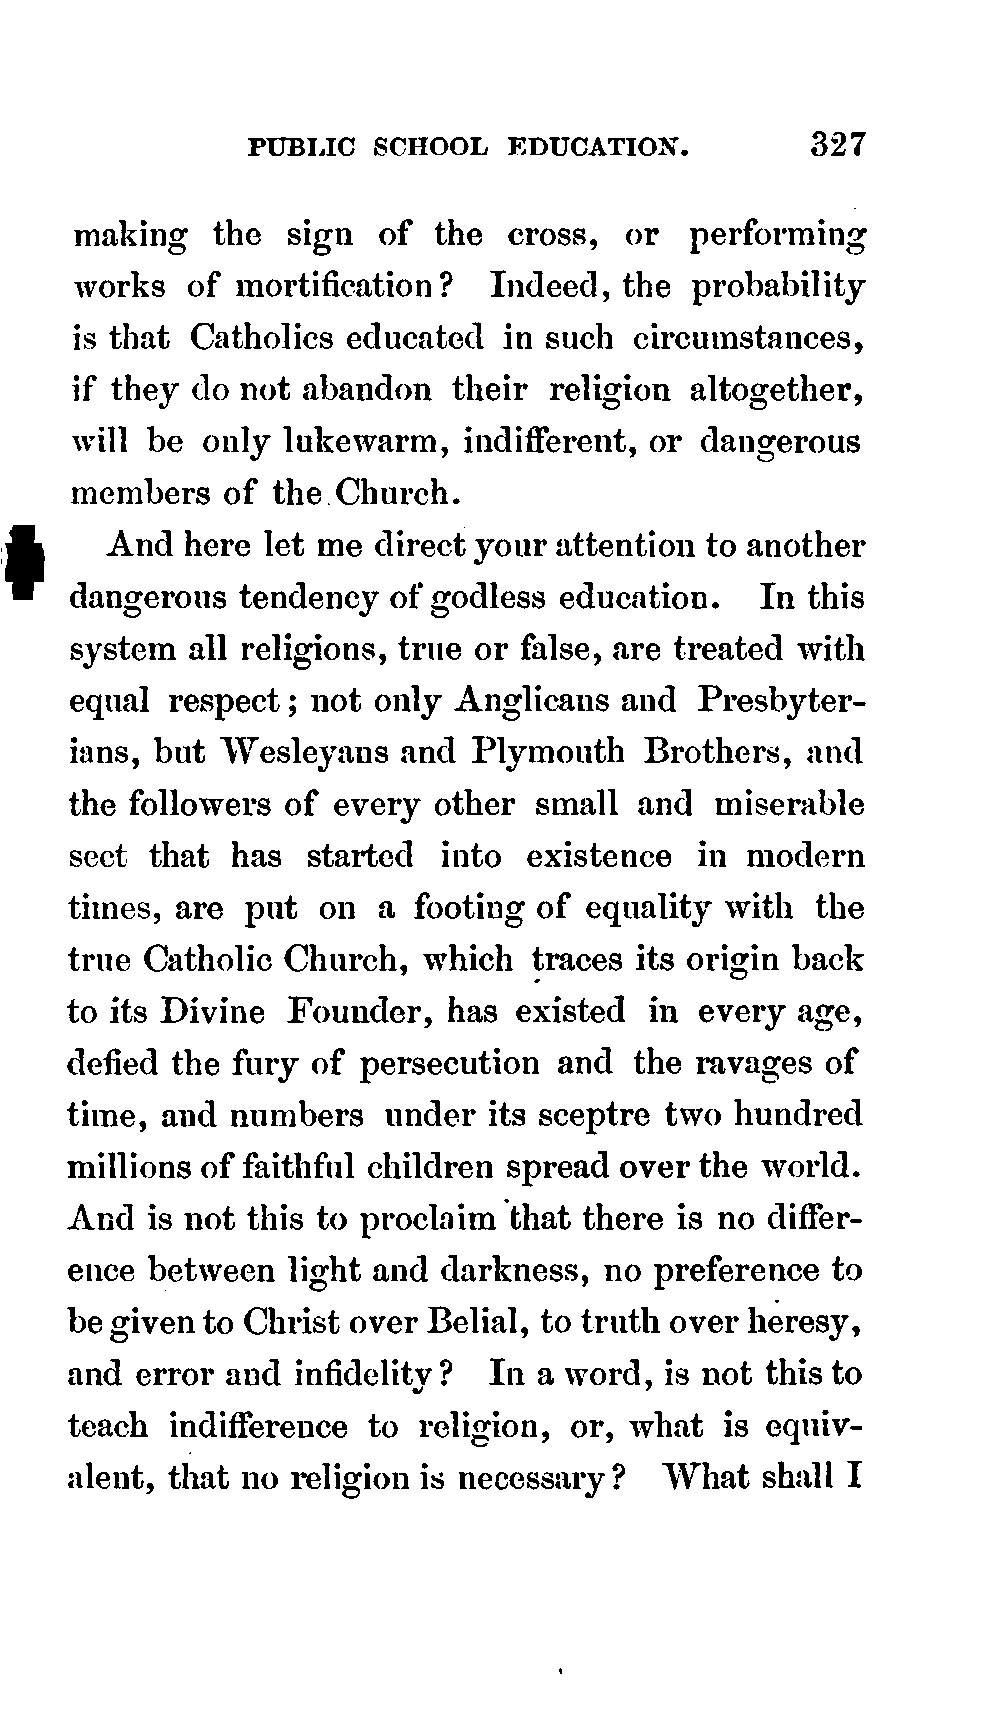 PUBLIC SCHOOL EDUCATION. 327
making the sign of the cross, or performing
works of mortification? Indeed, the probability
is that Catholics educated in such circumstances,
if they do not abandon their religion altogether,
will be only lukewarm, indifferent, or dangerous
members of the Church.
And here let me direct your attention to another
dangerous tendency of godless education. In this
system all religions, true or false, are treated with
equal respect; not only Anglicans and Presbyter-
ians, but Wesleyans and Plymouth Brothers, and
the followers of every other small and miserable
sect that has started into existence in modern
times, are put on a footing of equality with the
true Catholic Church, which traces its origin back
to its Divine Founder, has existed in every age,
defied the fury of persecution and the ravages of
time, and numbers under its sceptre two hundred
millions of faithful children spread over the world.
And is not this to proclaim that there is no differ-
ence between light and darkness, no preference to
be given to Christ over Belial, to truth over heresy,
and error and infidelity? In a word, is not this to
teach indifference to religion, or, what is equiv-
alent, that no religion is necessary? What shall I